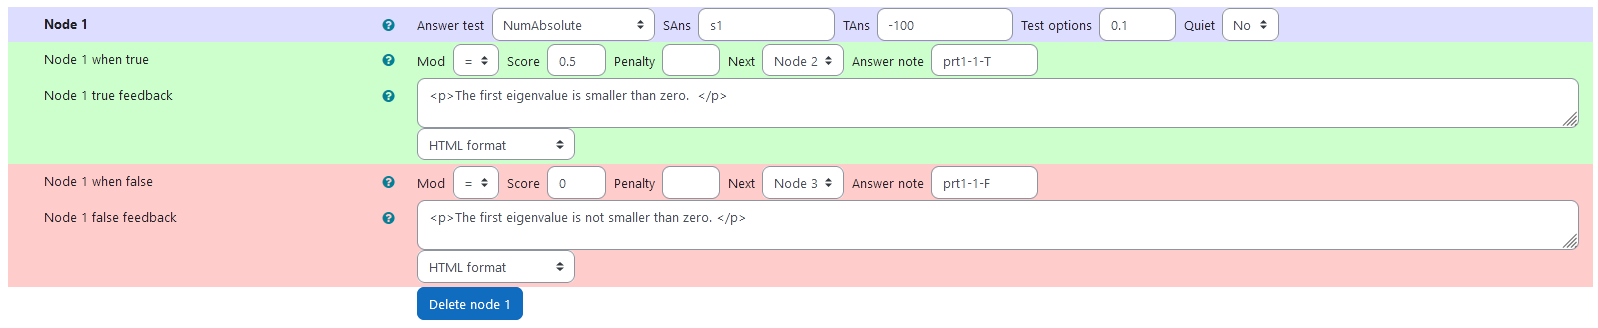 Node 1 Answer test NumAbsolute SAns s1 TAns -100 Test options 0.1 Quiet No
Node 1 when true Mod = Score 0.5 Penalty Next Node 2 Answer note prt1-1-T
Node 1 true feedback <p>The first eigenvalue is smaller than zero.  </p>
HTML format
Node 1 when false Mod = Score 0 Penalty Next Node 3 Answer note prt1-1-F
Node 1 false feedback <p>The first eigenvalue is not smaller than zero. </p>
HTML format
Delete node 1